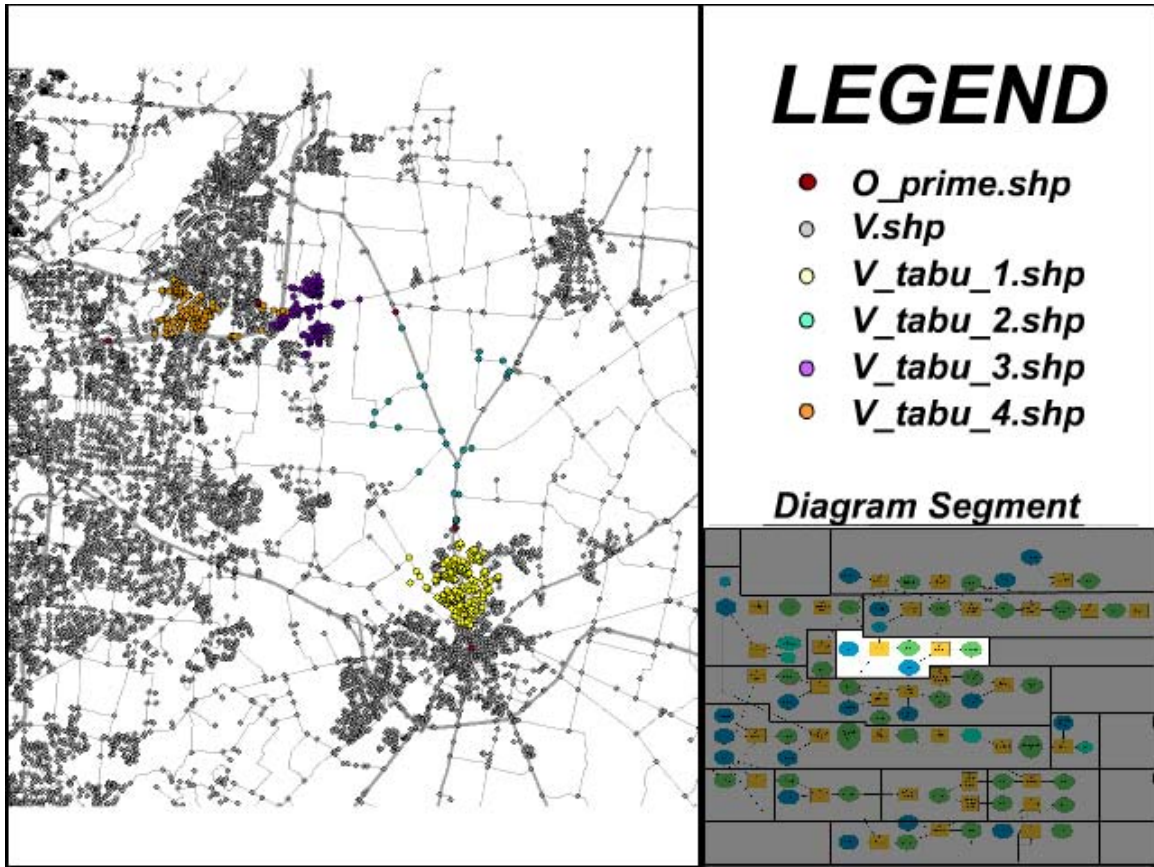 LEGEND
O_prime.shp
V.shp
V_tabu_1.shp
V_tabu_2.shp
V_tabu_3.shp
V_tabu_4.shp
Diagram Segment